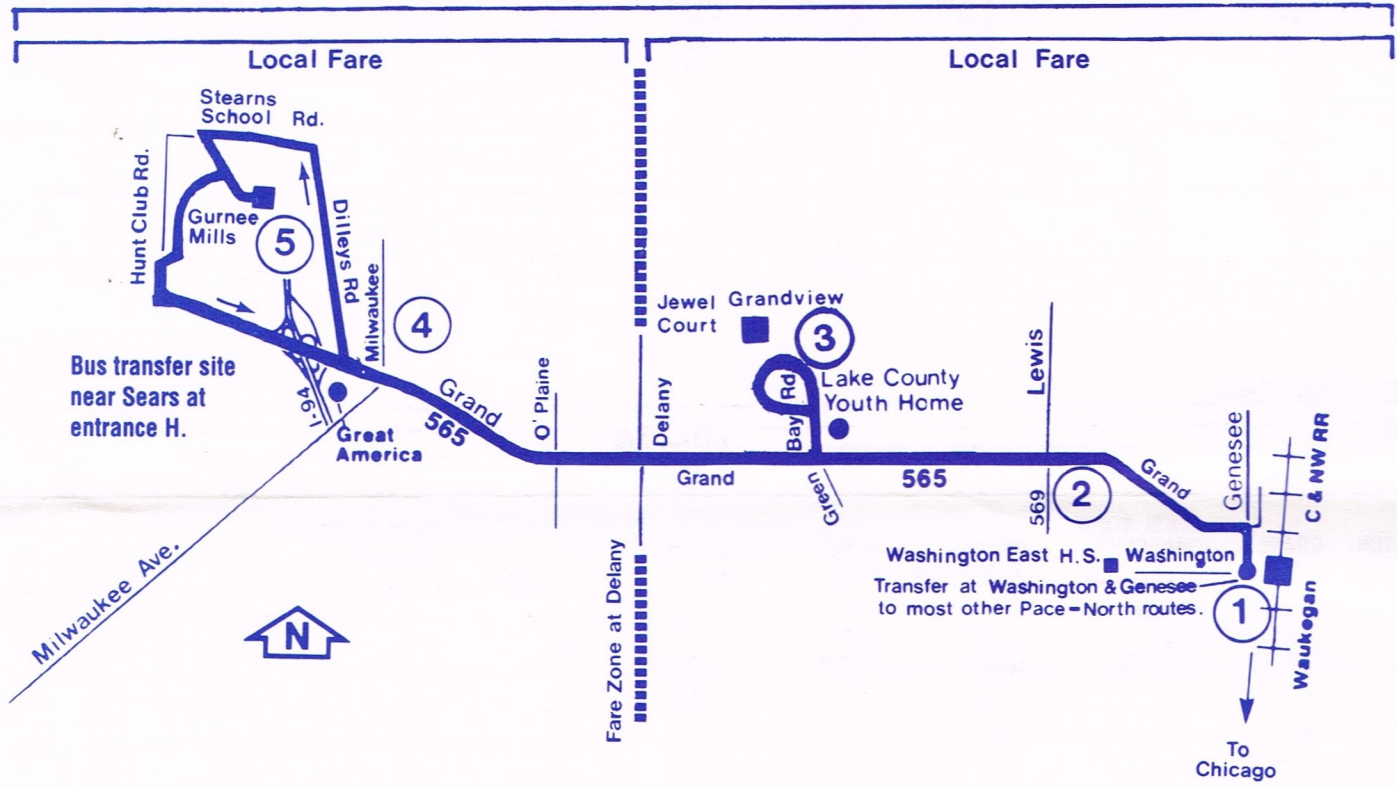 Local Fare
Local Fare
Stearns
School Rd.
Hunt Club Rd.
Gurnee
Mills
5
Dilleys Rd
Milwaukee
4
Bus transfer site
near Sears at
entrance H.
I-94
Great
America
Grand
565
O' Plaine
Delany
Jewel Grandview
Court
3
Bay Rd
Lake County
Youth Home
Lewis
Grand
Green
565
569
2
Grand
Genesee
C & NW RR
Washington East H.S.
Washington
Transfer at Washington & Genesee
to most other Pace-North routes.
1
Waukegan
Milwaukee Ave.
N
Fare Zone at Delany
To
Chicago